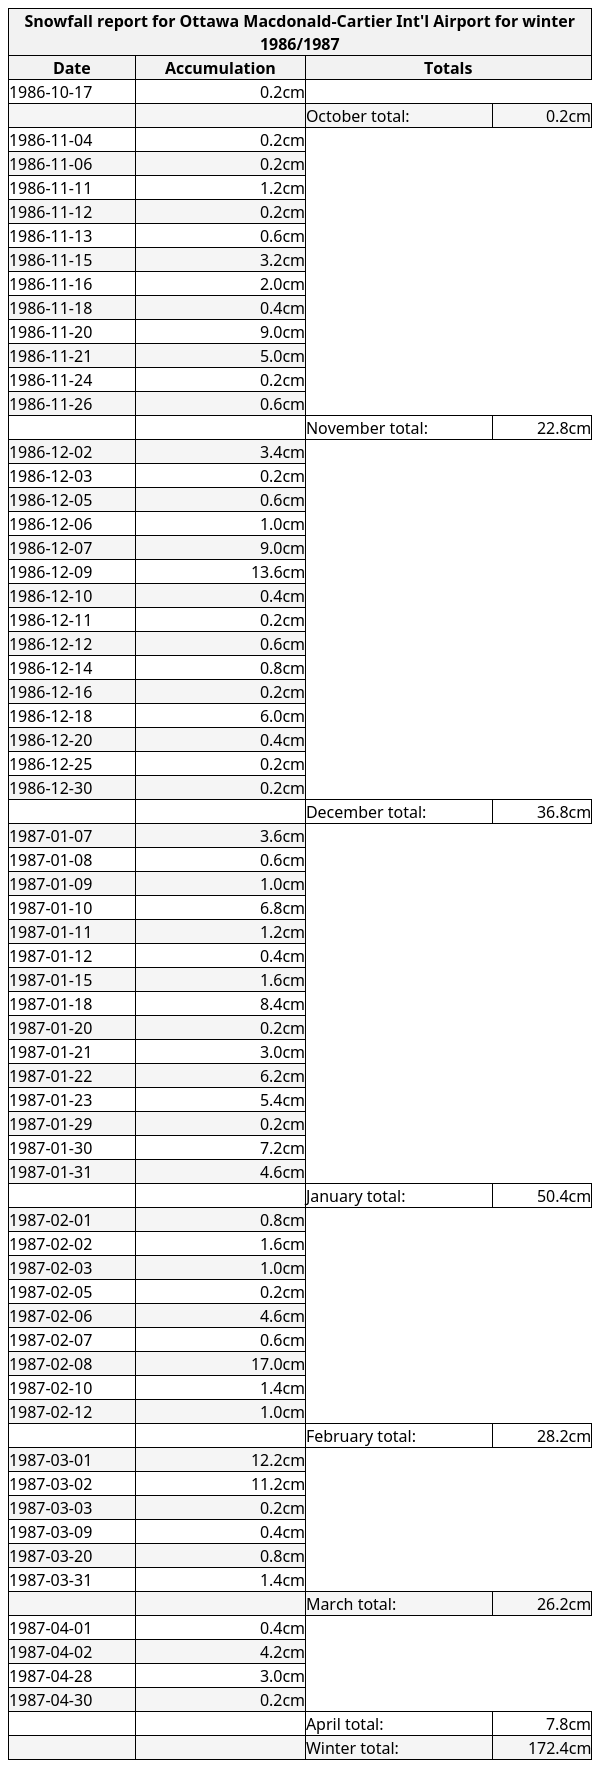 Snowfall report for Ottawa Macdonald-Cartier Int'l Airport for winter
1986/1987
Date Accumulation Totals
1986-10-17 0.2cm
October total: 0.2cm
1986-11-04 0.2cm
1986-11-06 0.2cm
1986-11-11 1.2cm
1986-11-12 0.2cm
1986-11-13 0.6cm
1986-11-15 3.2cm
1986-11-16 2.0cm
1986-11-18 0.4cm
1986-11-20 9.0cm
1986-11-21 5.0cm
1986-11-24 0.2cm
1986-11-26 0.6cm
November total: 22.8cm
1986-12-02 3.4cm
1986-12-03 0.2cm
1986-12-05 0.6cm
1986-12-06 1.0cm
1986-12-07 9.0cm
1986-12-09 13.6cm
1986-12-10 0.4cm
1986-12-11 0.2cm
1986-12-12 0.6cm
1986-12-14 0.8cm
1986-12-16 0.2cm
1986-12-18 6.0cm
1986-12-20 0.4cm
1986-12-25 0.2cm
1986-12-30 0.2cm
December total: 36.8cm
1987-01-07 3.6cm
1987-01-08 0.6cm
1987-01-09 1.0cm
1987-01-10 6.8cm
1987-01-11 1.2cm
1987-01-12 0.4cm
1987-01-15 1.6cm
1987-01-18 8.4cm
1987-01-20 0.2cm
1987-01-21 3.0cm
1987-01-22 6.2cm
1987-01-23 5.4cm
1987-01-29 0.2cm
1987-01-30 7.2cm
1987-01-31 4.6cm
January total: 50.4cm
1987-02-01 0.8cm
1987-02-02 1.6cm
1987-02-03 1.0cm
1987-02-05 0.2cm
1987-02-06 4.6cm
1987-02-07 0.6cm
1987-02-08 17.0cm
1987-02-10 1.4cm
1987-02-12 1.0cm
February total: 28.2cm
1987-03-01 12.2cm
1987-03-02 11.2cm
1987-03-03 0.2cm
1987-03-09 0.4cm
1987-03-20 0.8cm
1987-03-31 1.4cm
March total: 26.2cm
1987-04-01 0.4cm
1987-04-02 4.2cm
1987-04-28 3.0cm
1987-04-30 0.2cm
April total: 7.8cm
Winter total: 172.4cm